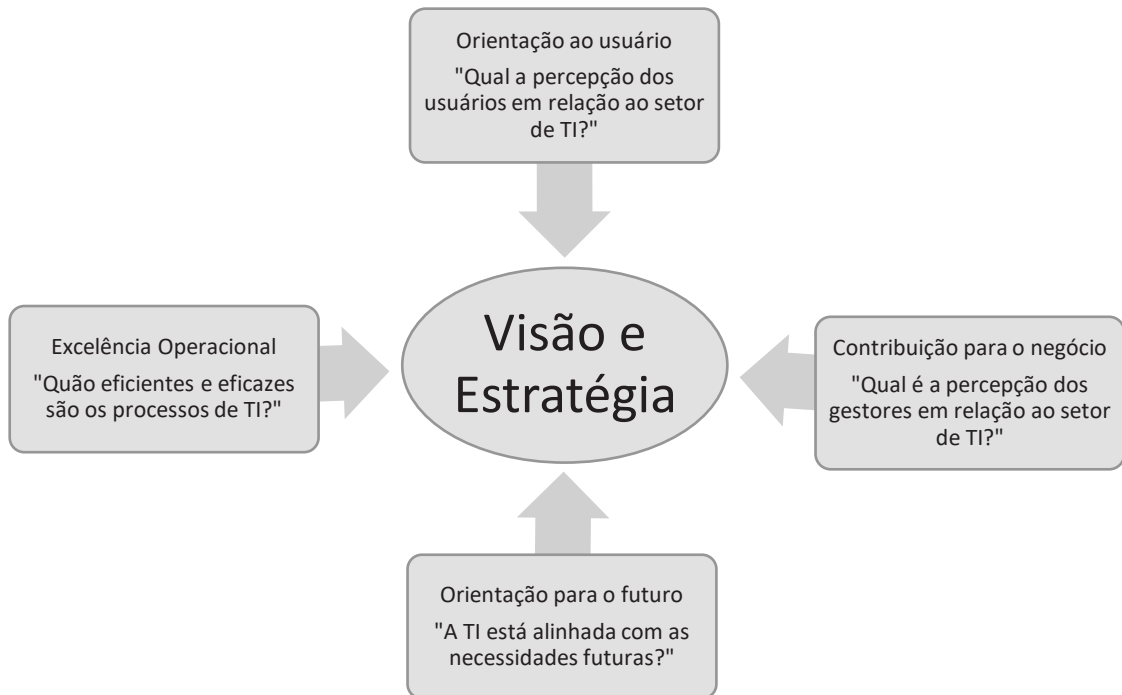 Orientação ao usuário
"Qual a percepção dos
usuários em relação ao setor
de TI?"
Excelência Operacional
"Quão eficientes e eficazes
são os processos de TI?"
Visão e
Estratégia
Contribuição para o negócio
"Qual é a percepção dos
gestores em relação ao setor
de TI?"
Orientação para o futuro
"A TI está alinhada com as
necessidades futuras?"